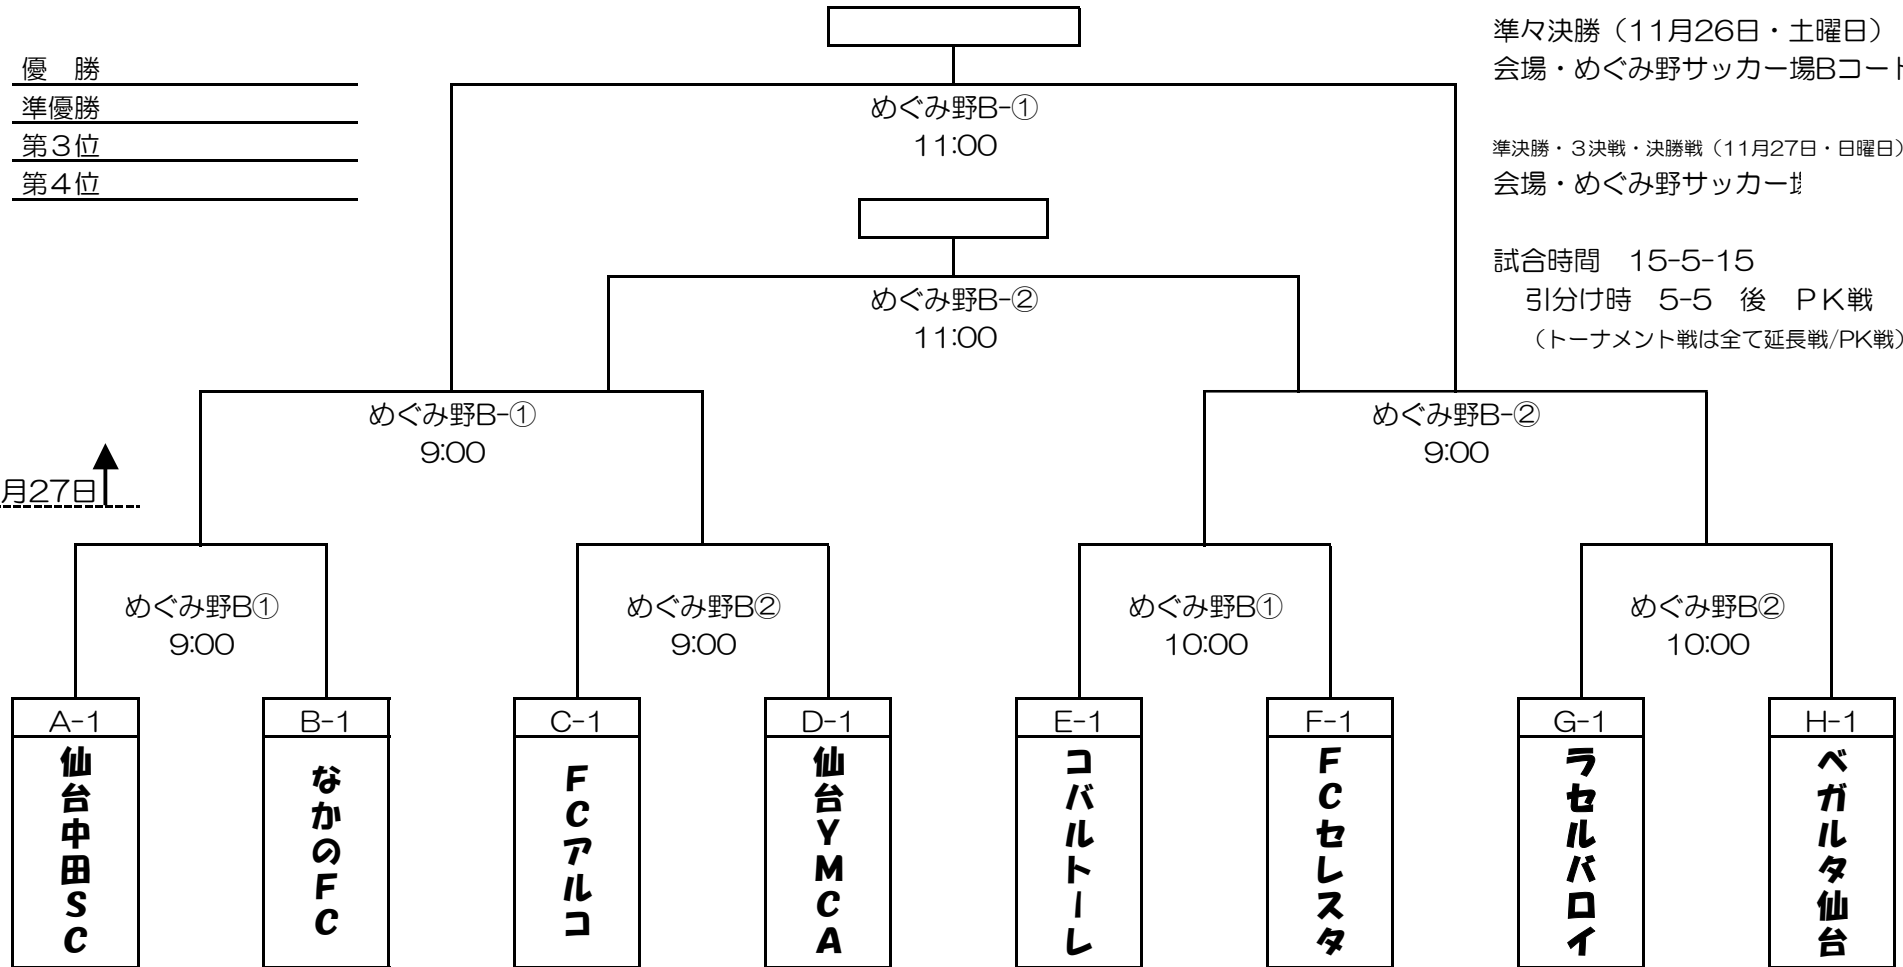 優　勝
準優勝
第３位
第４位
準々決勝（11月26日・土曜日）
会場・めぐみ野サッカー場Bコート
準決勝・３決戦・決勝戦（11月27日・日曜日）
会場・めぐみ野サッカー場
試合時間　15-5-15
引分け時　5-5　後　ＰＫ戦
（トーナメント戦は全て延長戦/PK戦）
めぐみ野B-①
11:00
めぐみ野B-②
11:00
めぐみ野B-①
9:00
めぐみ野B-②
9:00
月27日
めぐみ野B①
9:00
めぐみ野B②
9:00
めぐみ野B①
10:00
めぐみ野B②
10:00
A-1
仙台中田SC
B-1
なかのFC
C-1
FCアルコ
D-1
仙台YMCA
E-1
コバルトーレ
F-1
FCセレスタ
G-1
ラセルバロイ
H-1
ベガルタ仙台